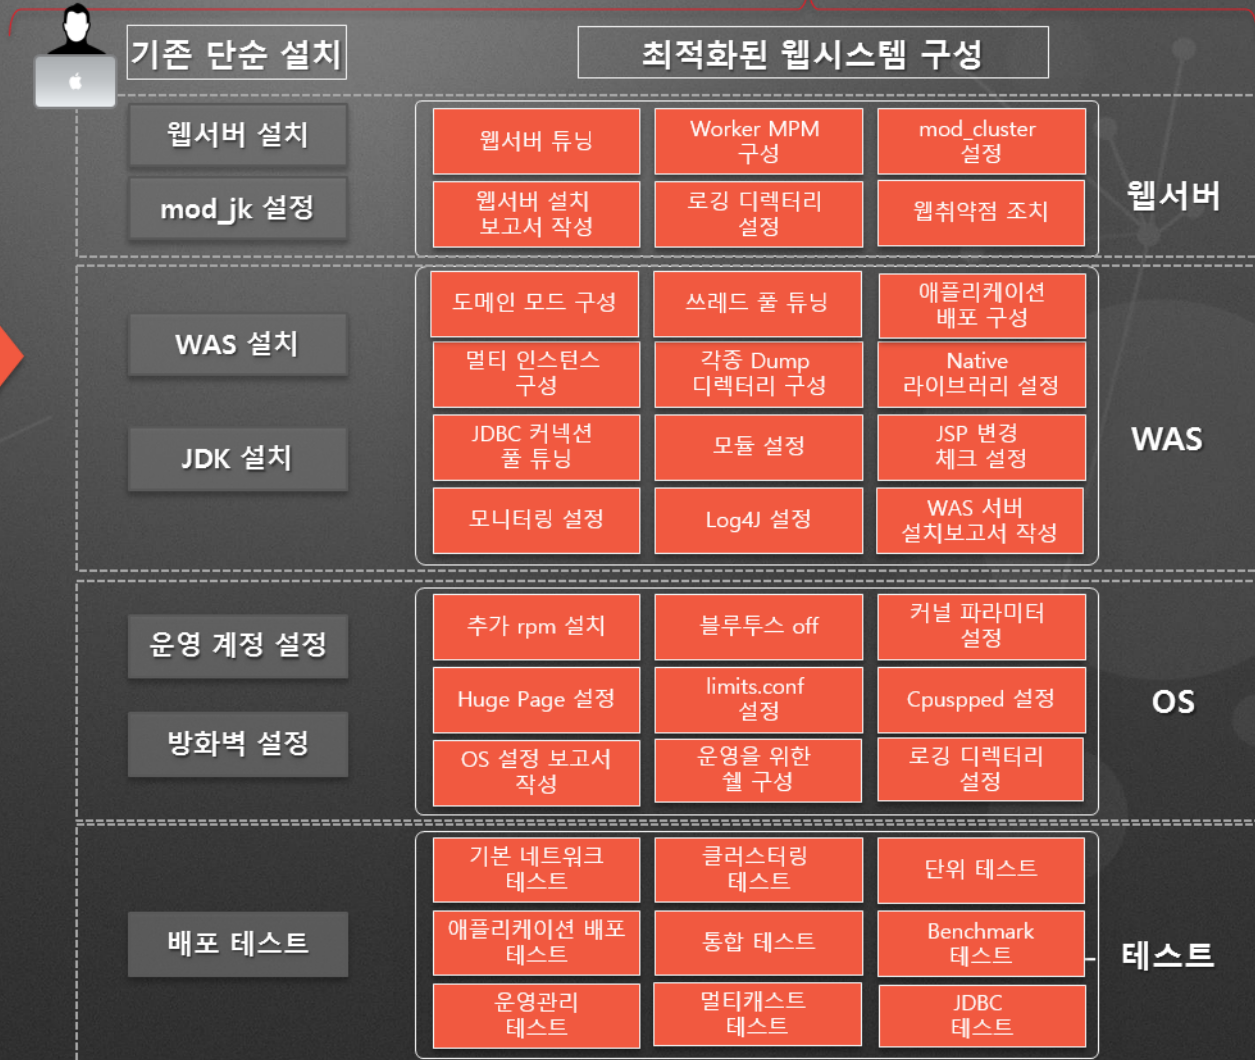 기존 단순 설치
최적화된 웹시스템 구성
웹서버 설치
mod_jk 설정
웹서버 튜닝
Worker MPM
구성
mod_cluster
설정
웹서버 설치
보고서 작성
로깅 디렉터리
설정
웹취약점 조치
웹서버
WAS 설치
JDK 설치
도메인 모드 구성
쓰레드 풀 튜닝
애플리케이션
배포 구성
멀티 인스턴스
구성
각종 Dump
디렉터리 구성
Native
라이브러리 설정
JDBC 커넥션
풀 튜닝
모듈 설정
JSP 변경
체크 설정
모니터링 설정
Log4J 설정
WAS 서버
설치보고서 작성
WAS
운영 계정 설정
방화벽 설정
추가 rpm 설치
블루투스 off
커널 파라미터
설정
Huge Page 설정
limits.conf
설정
Cpuspped 설정
OS 설정 보고서
작성
운영을 위한
쉘 구성
로깅 디렉터리
설정
OS
배포 테스트
기본 네트워크
테스트
클러스터링
테스트
단위 테스트
애플리케이션 배포
테스트
통합 테스트
Benchmark
테스트
운영관리
테스트
멀티캐스트
테스트
JDBC
테스트
테스트